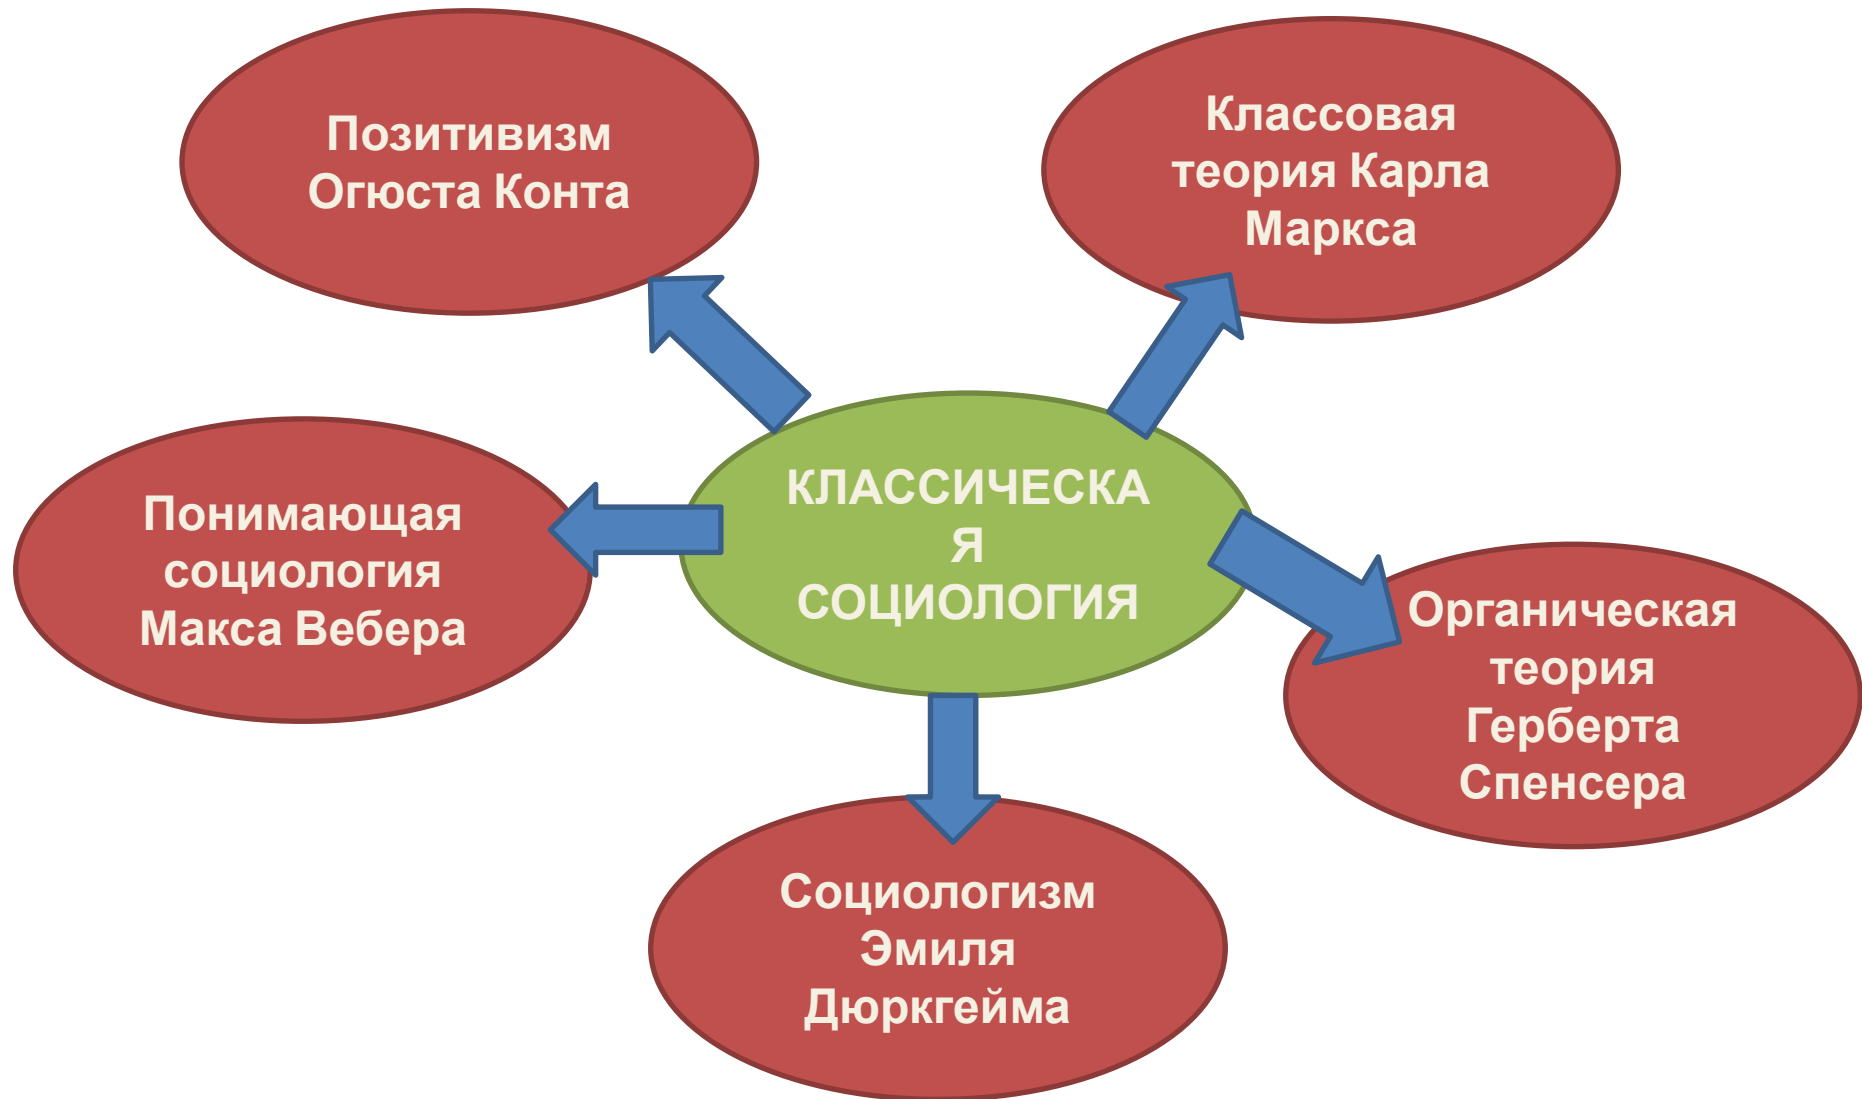 Позитивизм
Огюста Конта
Классовая
теория Карла
Маркса
Понимающая
социология
Макса Вебера
КЛАССИЧЕСКА
Я
СОЦИОЛОГИЯ
Органическая
теория
Герберта
Спенсера
Социологизм
Эмиля
Дюркгейма